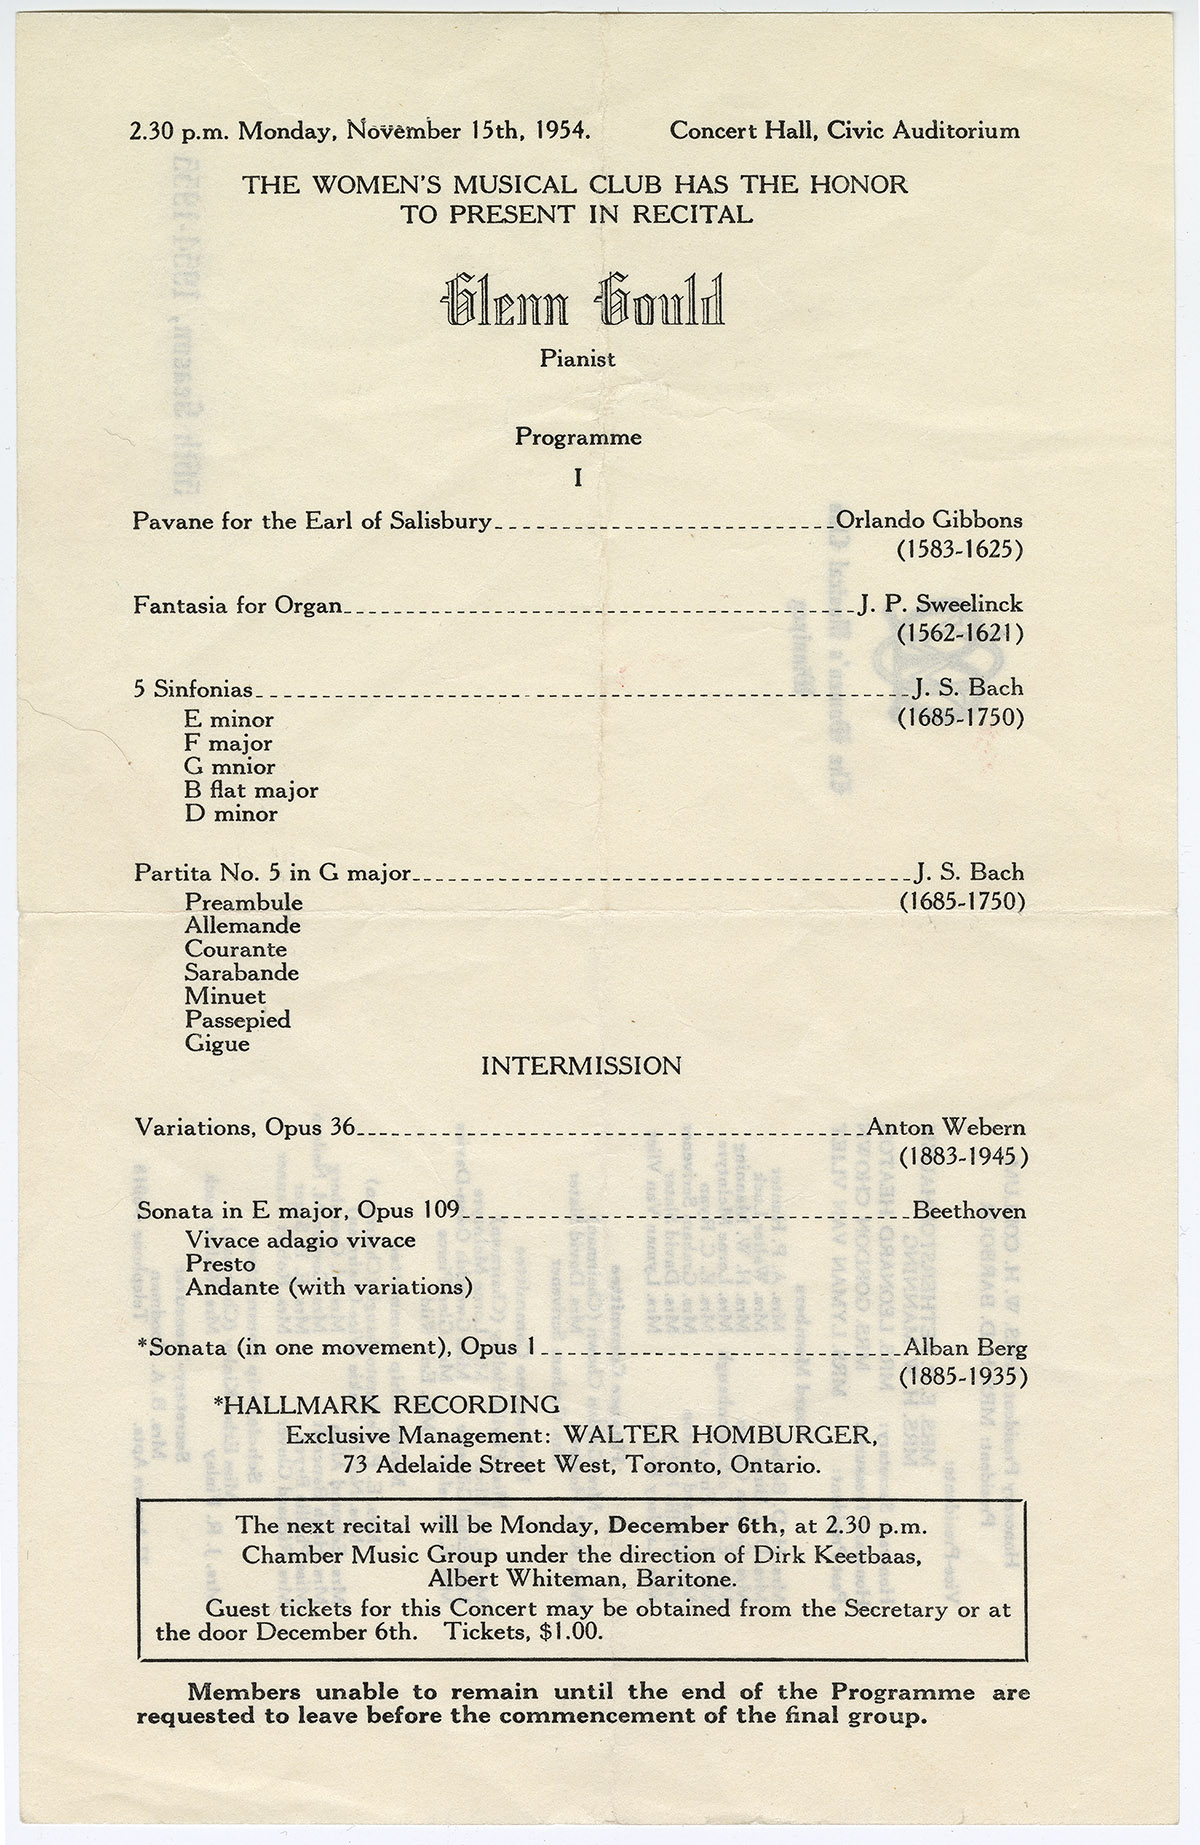 2.30 p.m. Monday, November 15th, 1954. Concert Hall, Civic Auditorium
THE WOMEN'S MUSICAL CLUB HAS THE HONOR
TO PRESENT IN RECITAL
Glenn Gould
Pianist
Programme
I
Pavane for the Earl of Salisbury Orlando Gibbons
(1583-1625)
Fantasia for Organ J. P. Sweelinck
(1562-1621)
5 Sinfonias J. S. Bach
E minor (1685-1750)
F major
G mnior
B flat major
D minor
Partita No. 5 in G major J. S. Bach
Preambule (1685-1750)
Allemande
Courante
Sarabande
Minuet
Passepied
Gigue
INTERMISSION
Variations, Opus 36 Anton Webern
(1883-1945)
Sonata in E major, Opus 109 Beethoven
Vivace adagio vivace
Presto
Andante (with variations)
*Sonata (in one movement), Opus 1 Alban Berg
(1885-1935)
*HALLMARK RECORDING
Exclusive Management: WALTER HOMBURGER,
73 Adelaide Street West, Toronto, Ontario.
The next recital will be Monday, December 6th, at 2.30 p.m.
Chamber Music Group under the direction of Dirk Keetbaas,
Albert Whiteman, Baritone.
Guest tickets for this Concert may be obtained from the Secretary or at
the door December 6th. Tickets, $1.00.
Members unable to remain until the end of the Programme are
requested to leave before the commencement of the final group.